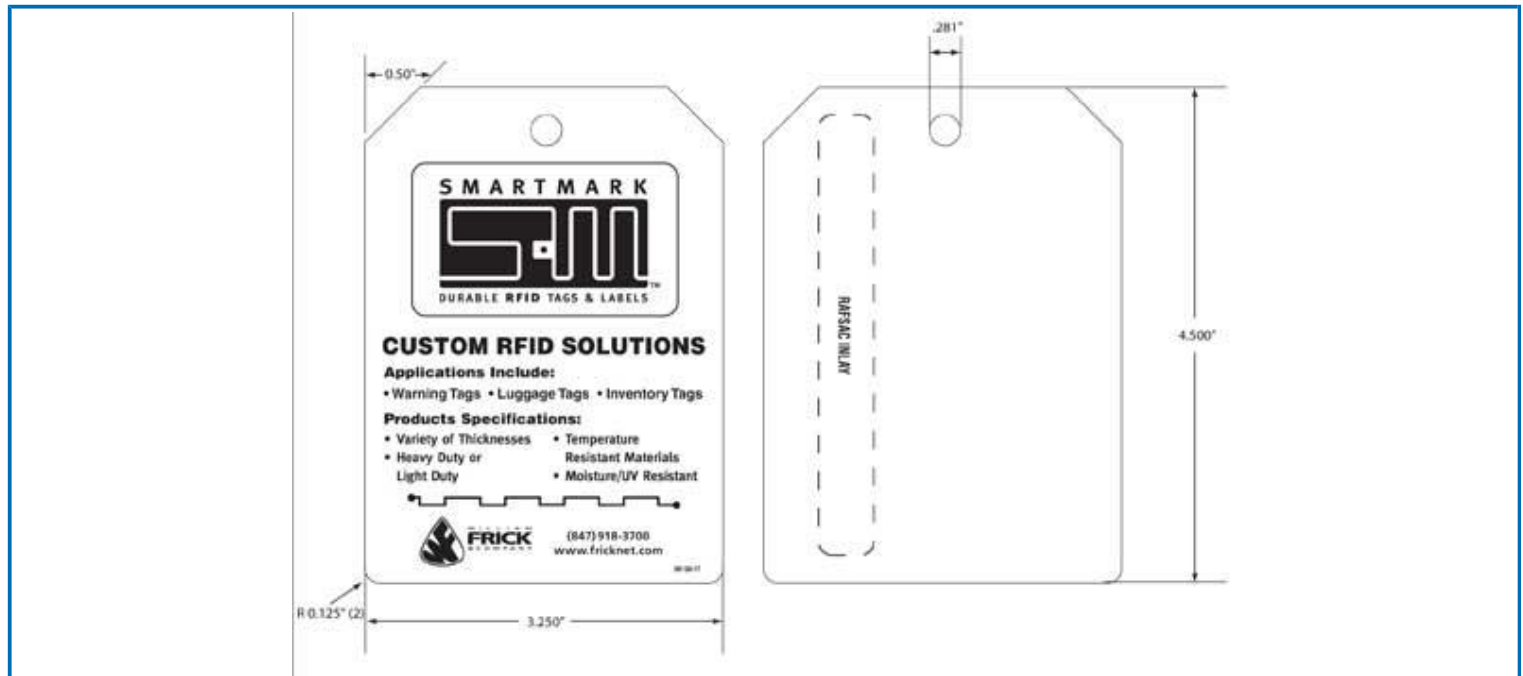 .281"
0.50"
SMARTMARK
SM
™
DURABLE RFID TAGS & LABELS
CUSTOM RFID SOLUTIONS
Applications Include:
• Warning Tags • Luggage Tags • Inventory Tags
Products Specifications:
• Variety of Thicknesses • Temperature
• Heavy Duty or Resistant Materials
Light Duty • Moisture/UV Resistant
WILLIAM
FRICK
& COMPANY
(847) 918-3700
www.fricknet.com
R 0.125" (2)
3.250"
RAFSAC INLAY
4.500"